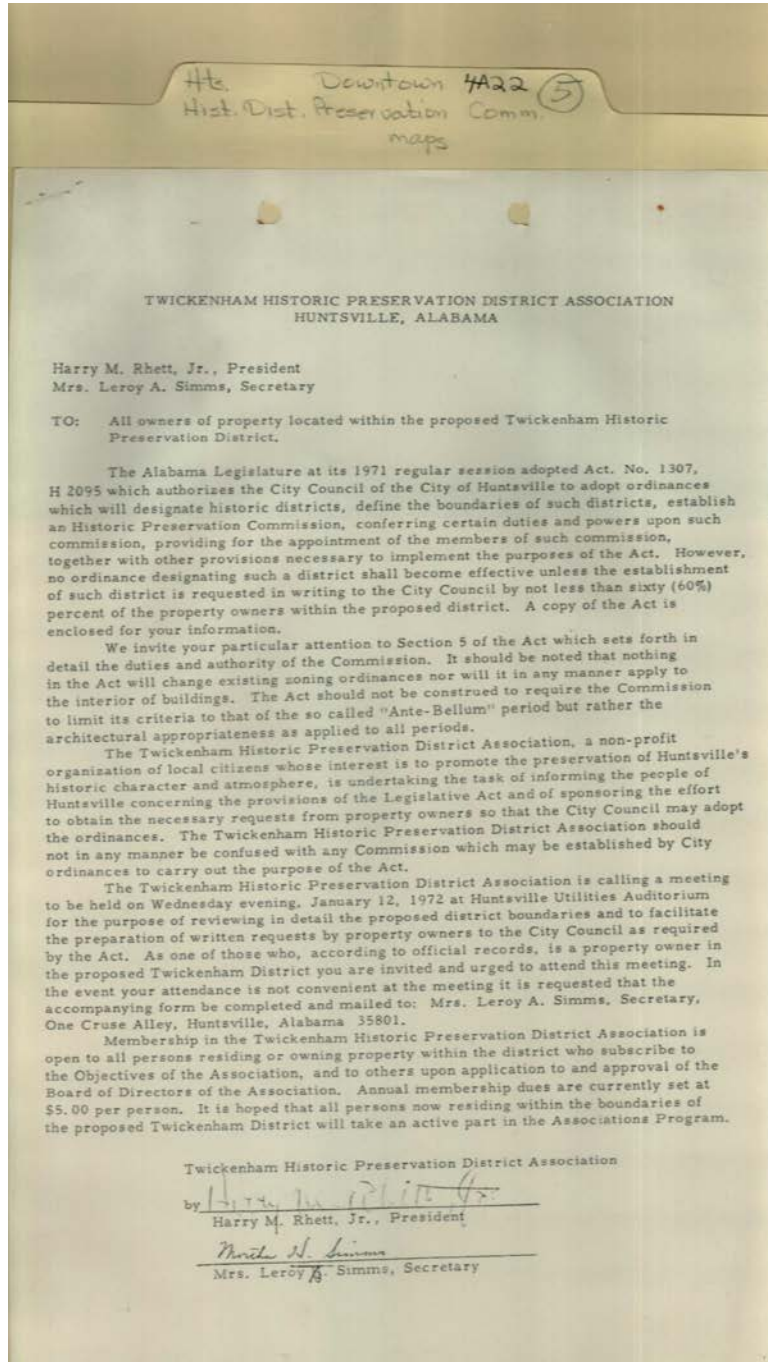 Hts. Downtown 4A22 5
Hist. Dist. Preservation Comm.
maps
TWICKENHAM HISTORIC PRESERVATION DISTRICT ASSOCIATION
HUNTSVILLE, ALABAMA
Harry M. Rhett, Jr., President
Mrs. Leroy A. Simms, Secretary
TO: All owners of property located within the proposed Twickenham Historic
Preservation District.
The Alabama Legislature at its 1971 regular session adopted Act. No. 1307,
H 2095 which authorizes the City Council of the City of Huntsville to adopt ordinances
which will designate historic districts, define the boundaries of such districts, establish
an Historic Preservation Commission, conferring certain duties and powers upon such
commission, providing for the appointment of the members of such commission,
together with other provisions necessary to implement the purposes of the Act. However,
no ordinance designating such a district shall become effective unless the establishment
of such district is requested in writing to the City Council by not less than sixty (60%)
percent of the property owners within the proposed district. A copy of the Act is
enclosed for your information.
We invite your particular attention to Section 5 of the Act which sets forth in
detail the duties and authority of the Commission. It should be noted that nothing
in the Act will change existing zoning ordinances nor will it in any manner apply to
the interior of buildings. The Act should not be construed to require the Commission
to limit its criteria to that of the so called "Ante-Bellum" period but rather the
architectural appropriateness as applied to all periods.
The Twickenham Historic Preservation District Association, a non-profit
organization of local citizens whose interest is to promote the preservation of Huntsville's
historic character and atmosphere, is undertaking the task of informing the people of
Huntsville concerning the provisions of the Legislative Act and of sponsoring the effort
to obtain the necessary requests from property owners so that the City Council may adopt
the ordinances. The Twickenham Historic Preservation District Association should
not in any manner be confused with any Commission which may be established by City
ordinances to carry out the purpose of the Act.
The Twickenham Historic Preservation District Association is calling a meeting
to be held on Wednesday evening, January 12, 1972 at Huntsville Utilities Auditorium
for the purpose of reviewing in detail the proposed district boundaries and to facilitate
the preparation of written requests by property owners to the City Council as required
by the Act. As one of those who, according to official records, is a property owner in
the proposed Twickenham District you are invited and urged to attend this meeting. In
the event your attendance is not convenient at the meeting it is requested that the
accompanying form be completed and mailed to: Mrs. Leroy A. Simms, Secretary,
One Cruse Alley, Huntsville, Alabama 35801.
Membership in the Twickenham Historic Preservation District Association is
open to all persons residing or owning property within the district who subscribe to
the Objectives of the Association, and to others upon application to and approval of the
Board of Directors of the Association. Annual membership dues are currently set at
$5.00 per person. It is hoped that all persons now residing within the boundaries of
the proposed Twickenham District will take an active part in the Associations Program.
Twickenham Historic Preservation District Association
by Harry M. Rhett Jr.
Harry M. Rhett, Jr., President
H. Simms
Mrs. Leroy A. Simms, Secretary